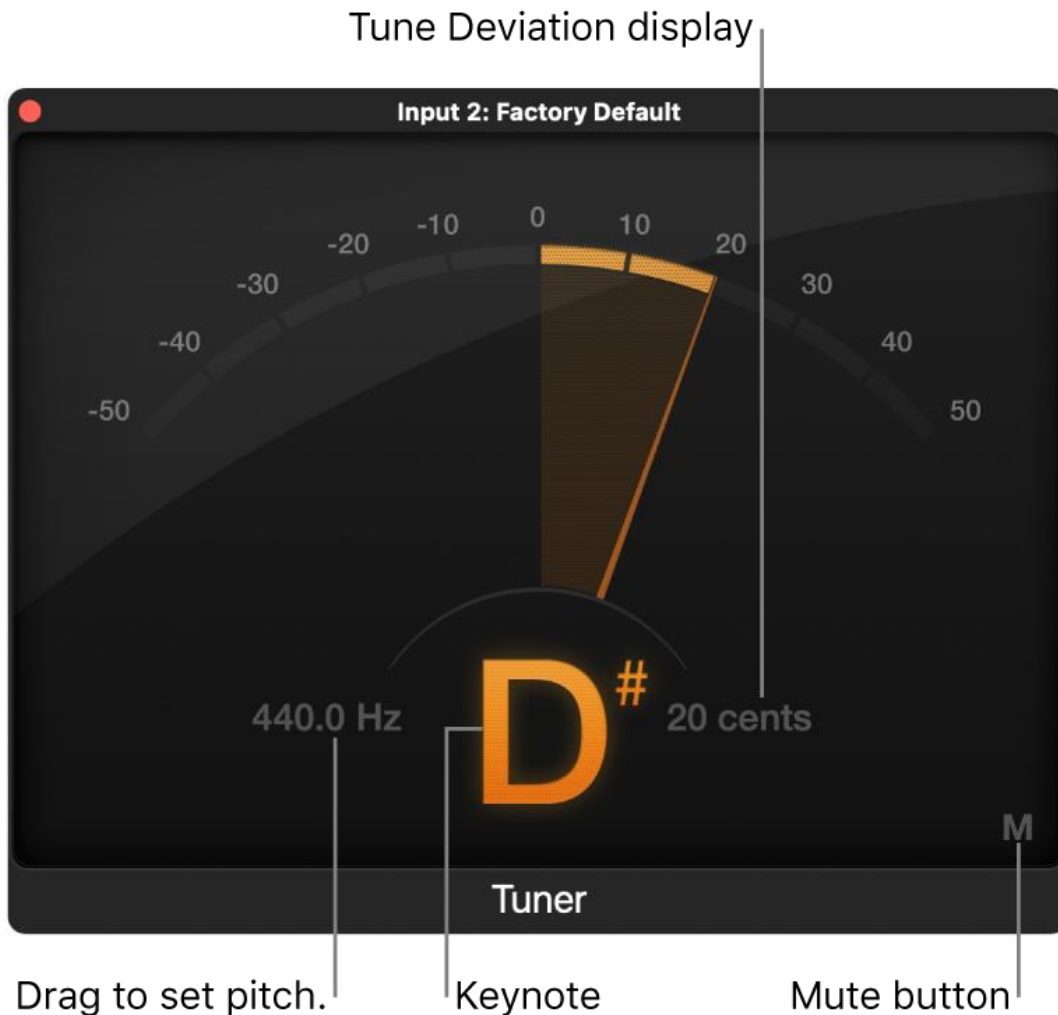 Tune Deviation display
Input 2: Factory Default
-50
-40
-30
-20
-10
0
10
20
30
40
50
440.0 Hz
D#
20 cents
M
Tuner
Drag to set pitch.
Keynote
Mute button